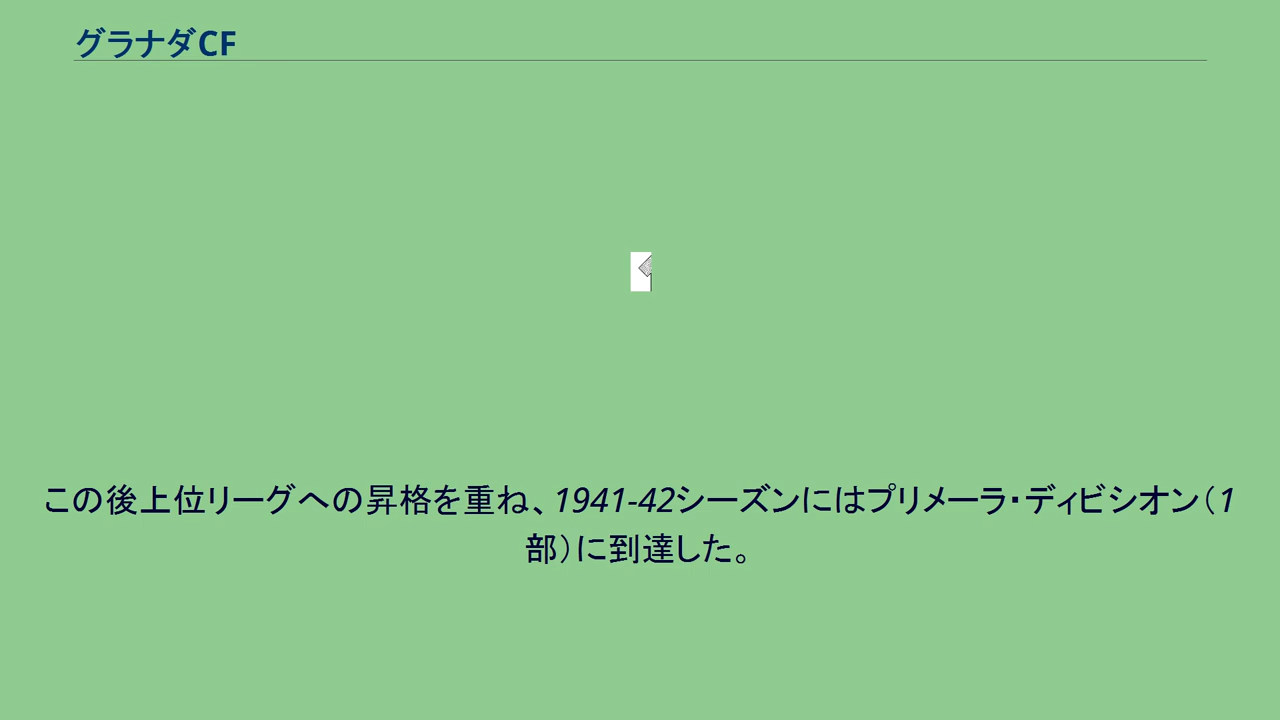 グラナダCF
この後上位リーグへの昇格を重ね、1941-42シーズンにはプリメーラ・ディビシオン（1
部）に到達した。